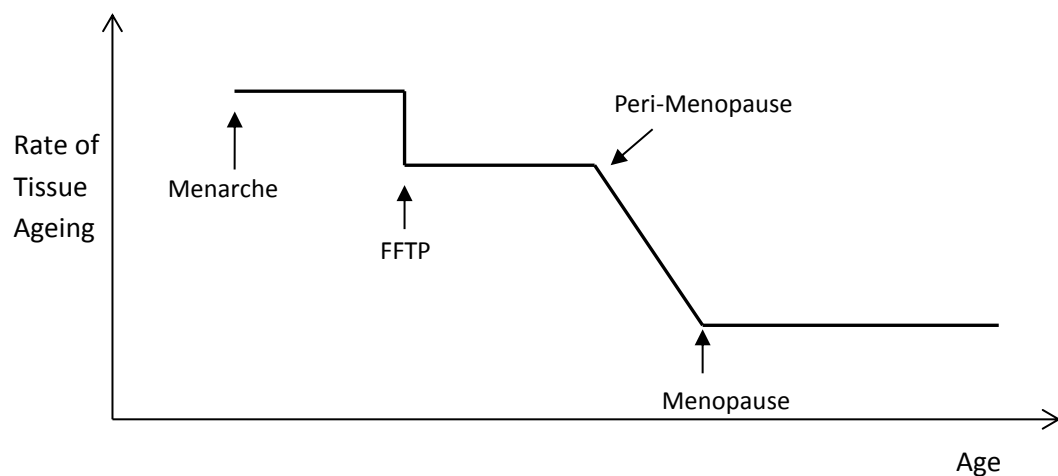 Peri-Menopause
Rate of
Tissue
Ageing
Menarche
FFTP
Menopause
Age